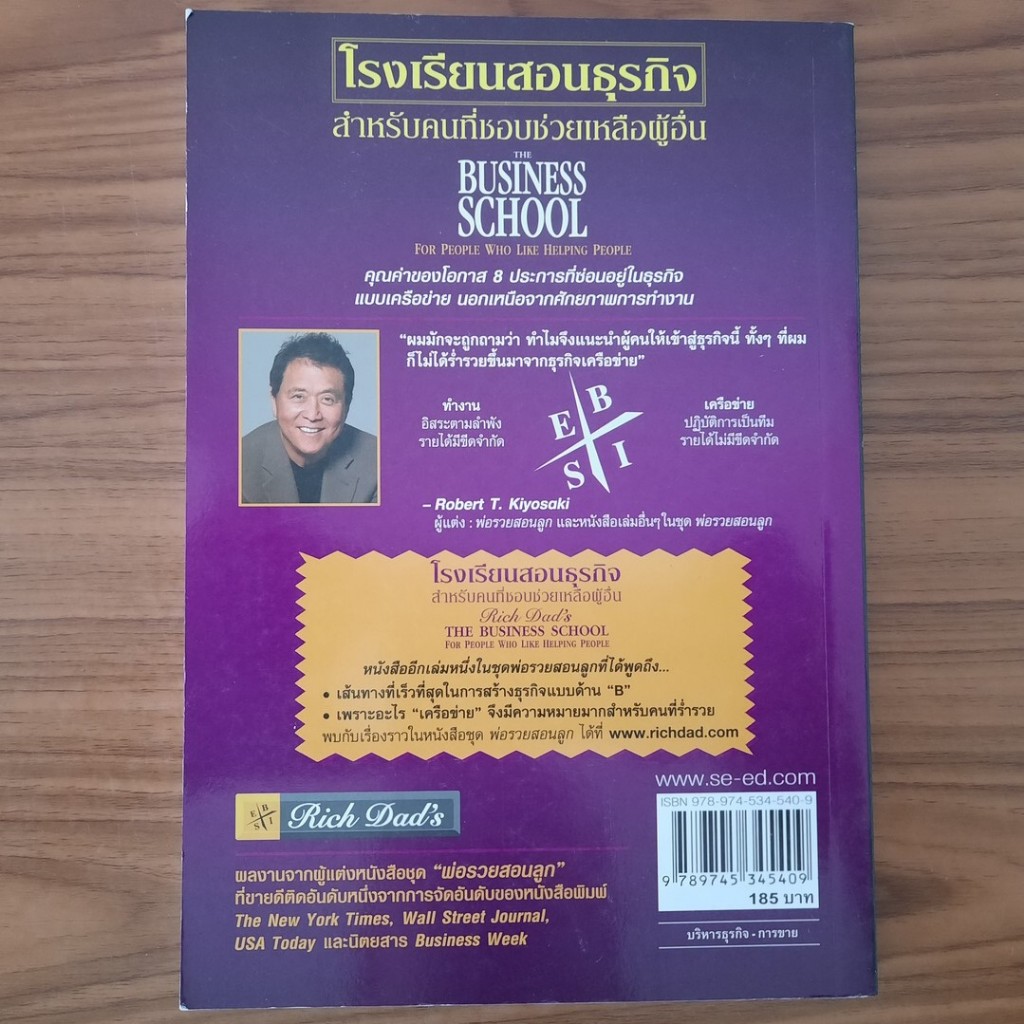 โรงเรียนสอนธุรกิจ
สำหรับคนที่ชอบช่วยเหลือผู้อื่น
THE
BUSINESS
SCHOOL
FOR PEOPLE WHO LIKE HELPING PEOPLE
คุณค่าของโอกาส 8 ประการที่ซ่อนอยู่ในธุรกิจ
แบบเครือข่าย นอกเหนือจากศักยภาพการทำงาน
“ผมมักจะถูกถามว่า ทำไมจึงแนะนำผู้คนให้เข้าสู่ธุรกิจนี้ ทั้งๆ ที่ผม
ก็ไม่ได้ร่ำรวยขึ้นมาจากธุรกิจเครือข่าย”
ทำงาน
อิสระตามลำพัง
รายได้มีขีดจำกัด
E B
S I
เครือข่าย
ปฏิบัติการเป็นทีม
รายได้ไม่มีขีดจำกัด
– Robert T. Kiyosaki
ผู้แต่ง : พ่อรวยสอนลูก และหนังสือเล่มอื่นๆ ในชุด พ่อรวยสอนลูก
โรงเรียนสอนธุรกิจ
สำหรับคนที่ชอบช่วยเหลือผู้อื่น
Rich Dad's
THE BUSINESS SCHOOL
FOR PEOPLE WHO LIKE HELPING PEOPLE
หนังสืออีกเล่มหนึ่งในชุดพ่อรวยสอนลูกที่ได้พูดถึง...
• เส้นทางที่เร็วที่สุดในการสร้างธุรกิจแบบด้าน “B”
• เพราะอะไร “เครือข่าย” จึงมีความหมายมากสำหรับคนที่ร่ำรวย
พบกับเรื่องราวในหนังสือชุด พ่อรวยสอนลูก ได้ที่ www.richdad.com
www.se-ed.com
ISBN 978-974-534-540-9
9 789745 345409
185 บาท
บริหารธุรกิจ - การขาย
E B
S I
Rich Dad's
ผลงานจากผู้แต่งหนังสือชุด “พ่อรวยสอนลูก”
ที่ขายดีติดอันดับหนึ่งจากการจัดอันดับของหนังสือพิมพ์
The New York Times, Wall Street Journal,
USA Today และนิตยสาร Business Week